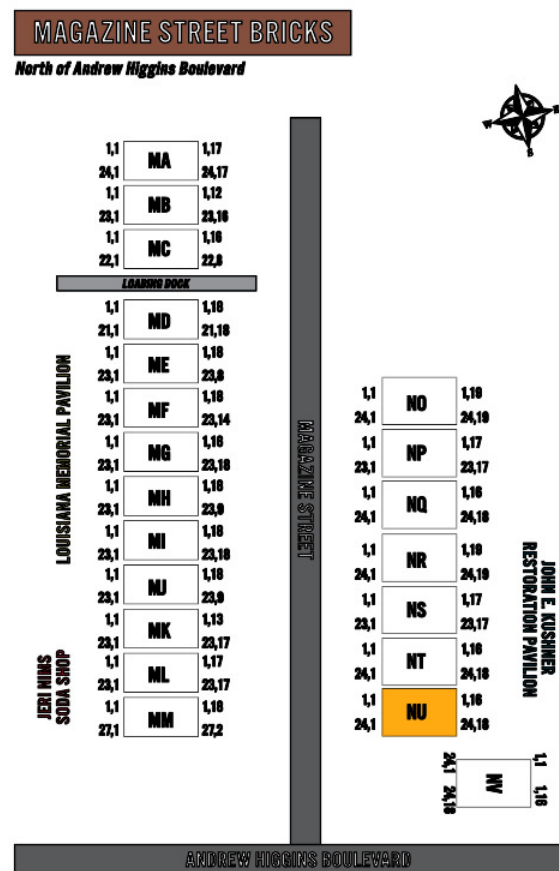 MAGAZINE STREET BRICKS
North of Andrew Higgins Boulevard
N
E
S
W
1,1 MA 1,17
24,1 24,17
1,1 MB 1,12
23,1 23,16
1,1 MC 1,16
22,1 22,8
LOADING DOCK
1,1 MD 1,18
21,1 21,18
1,1 ME 1,18
23,1 23,8
1,1 MF 1,18
23,1 23,14
1,1 MG 1,16
23,1 23,18
1,1 MH 1,18
23,1 23,9
1,1 MI 1,18
23,1 23,18
1,1 MJ 1,18
23,1 23,9
1,1 MK 1,13
23,1 23,17
1,1 ML 1,17
23,1 23,17
1,1 MM 1,18
27,1 27,2
LOUISIANA MEMORIAL PAVILION
JERI NIMS
SODA SHOP
MAGAZINE STREET
1,1 NO 1,19
24,1 24,19
1,1 NP 1,17
23,1 23,17
1,1 NQ 1,16
24,1 24,18
1,1 NR 1,19
24,1 24,19
1,1 NS 1,17
23,1 23,17
1,1 NT 1,16
24,1 24,18
1,1 NU 1,16
24,1 24,18
JOHN E. KUSHNER
RESTORATION PAVILION
1,1 NV 1,16
24,1 24,18
ANDREW HIGGINS BOULEVARD